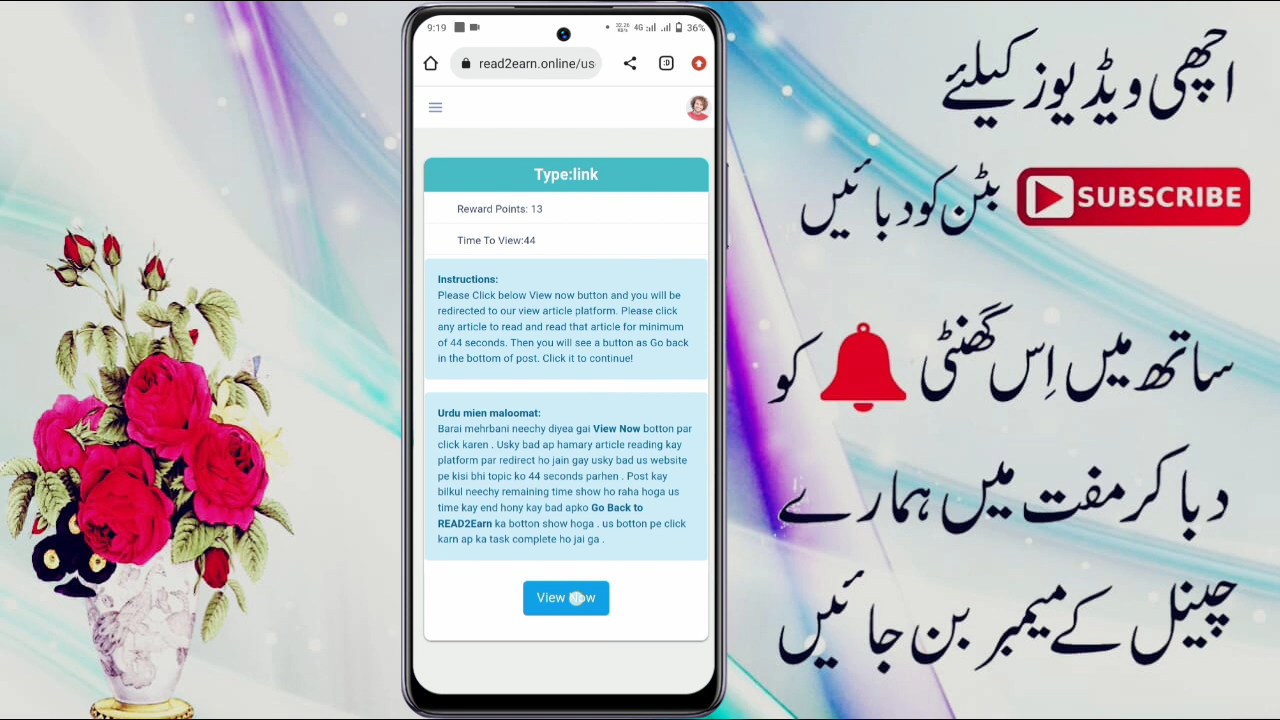 9:19
32.26 KB/s 4G 36%
read2earn.online/us
Type:link
Reward Points: 13
Time To View:44
Instructions:
Please Click below View now button and you will be
redirected to our view article platform. Please click
any article to read and read that article for minimum
of 44 seconds. Then you will see a button as Go back
in the bottom of post. Click it to continue!
Urdu mien maloomat:
Barai mehrbani neechy diyea gai View Now botton par
click karen . Usky bad ap hamary article reading kay
platform par redirect ho jain gay usky bad us website
pe kisi bhi topic ko 44 seconds parhen . Post kay
bilkul neechy remaining time show ho raha hoga us
time kay end hony kay bad apko Go Back to
READ2Earn ka botton show hoga . us botton pe click
karn ap ka task complete ho jai ga .
View Now
اچھی ویڈیوز کیلئے
SUBSCRIBE بٹن کو دبائیں
ساتھ میں اِس گھنٹی کو
دبا کر مفت میں ہمارے
چینل کے میمبر بن جائیں